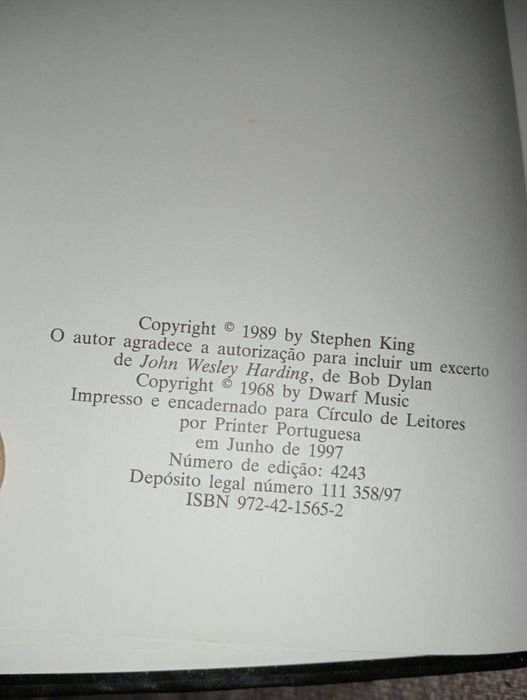 Copyright © 1989 by Stephen King
O autor agradece a autorização para incluir um excerto
de John Wesley Harding, de Bob Dylan
Copyright © 1968 by Dwarf Music
Impresso e encadernado para Círculo de Leitores
por Printer Portuguesa
em Junho de 1997
Número de edição: 4243
Depósito legal número 111 358/97
ISBN 972-42-1565-2